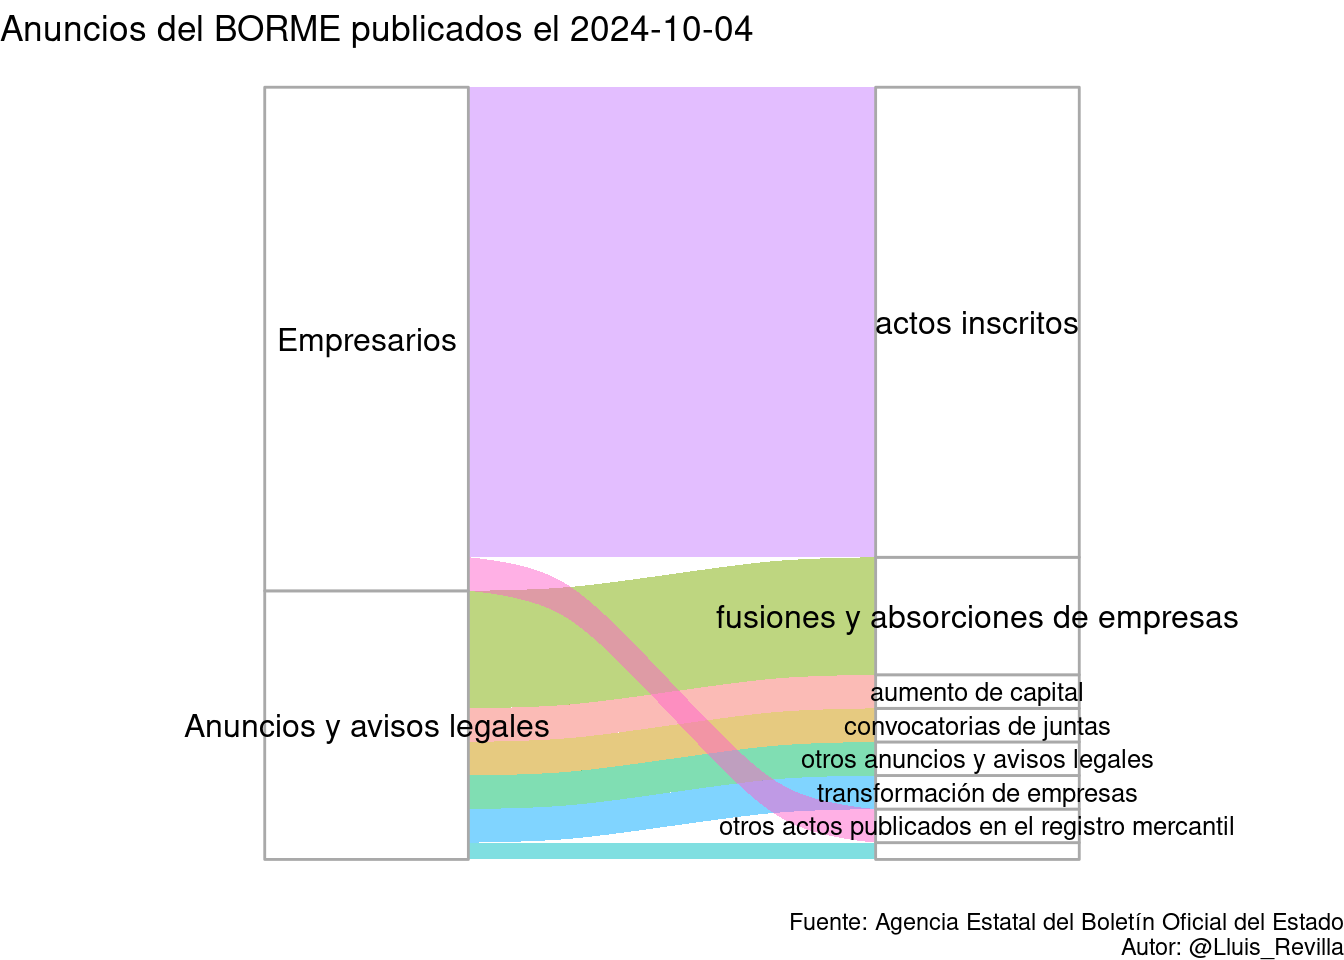 Anuncios del BORME publicados el 2024-10-04
Empresarios
actos inscritos
fusiones y absorciones de empresas
aumento de capital
Anuncios y avisos legales
convocatorias de juntas
otros anuncios y avisos legales
transformación de empresas
otros actos publicados en el registro mercantil
Fuente: Agencia Estatal del Boletín Oficial del Estado
Autor: @Lluis_Revilla